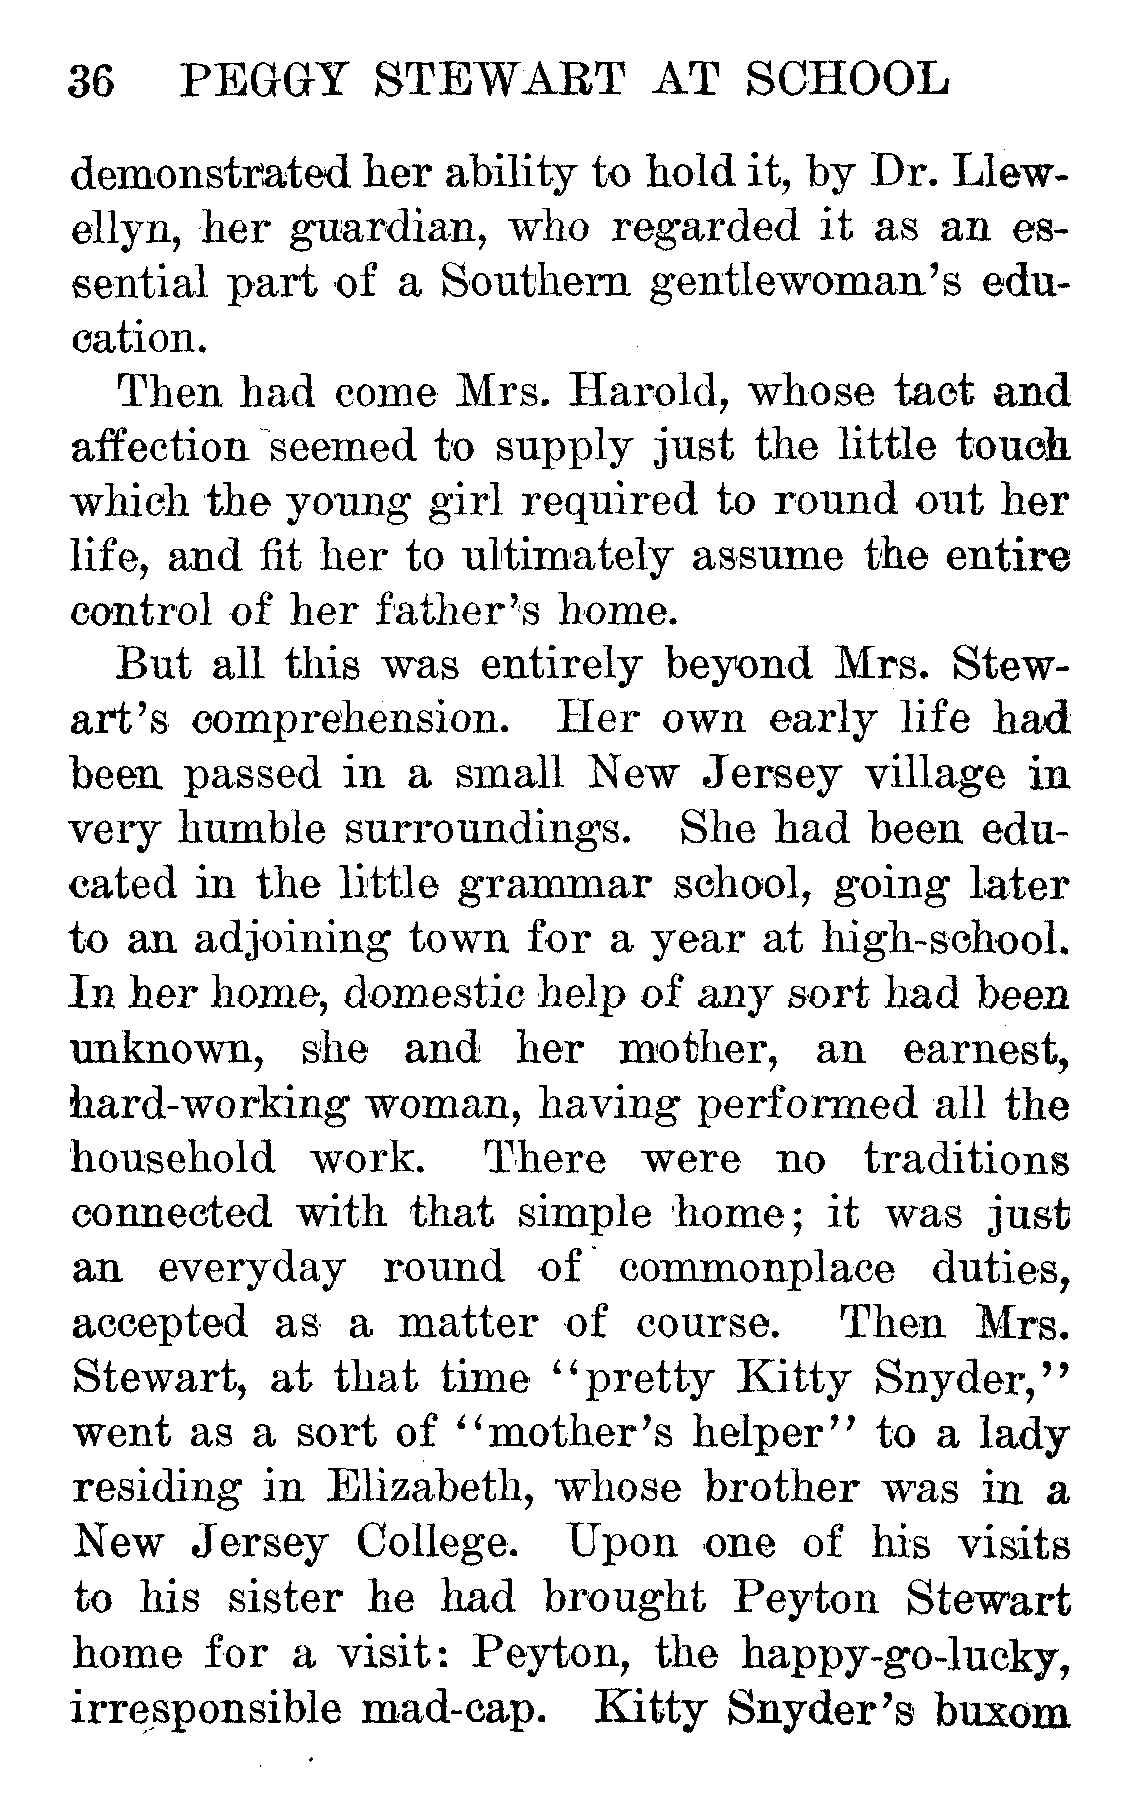 36 PEGGY STEWART AT SCHOOL
demonstrated her ability to hold it, by Dr. Llew-
ellyn, her guardian, who regarded it as an es-
sential part of a Southern gentlewoman's edu-
cation.
Then had come Mrs. Harold, whose tact and
affection seemed to supply just the little touch
which the young girl required to round out her
life, and fit her to ultimately assume the entire
control of her father's home.
But all this was entirely beyond Mrs. Stew-
art's comprehension. Her own early life had
been passed in a small New Jersey village in
very humble surroundings. She had been edu-
cated in the little grammar school, going later
to an adjoining town for a year at high-school.
In her home, domestic help of any sort had been
unknown, she and her mother, an earnest,
hard-working woman, having performed all the
household work. There were no traditions
connected with that simple home; it was just
an everyday round of commonplace duties,
accepted as a matter of course. Then Mrs.
Stewart, at that time "pretty Kitty Snyder,"
went as a sort of "mother's helper" to a lady
residing in Elizabeth, whose brother was in a
New Jersey College. Upon one of his visits
to his sister he had brought Peyton Stewart
home for a visit: Peyton, the happy-go-lucky,
irresponsible mad-cap. Kitty Snyder's buxom